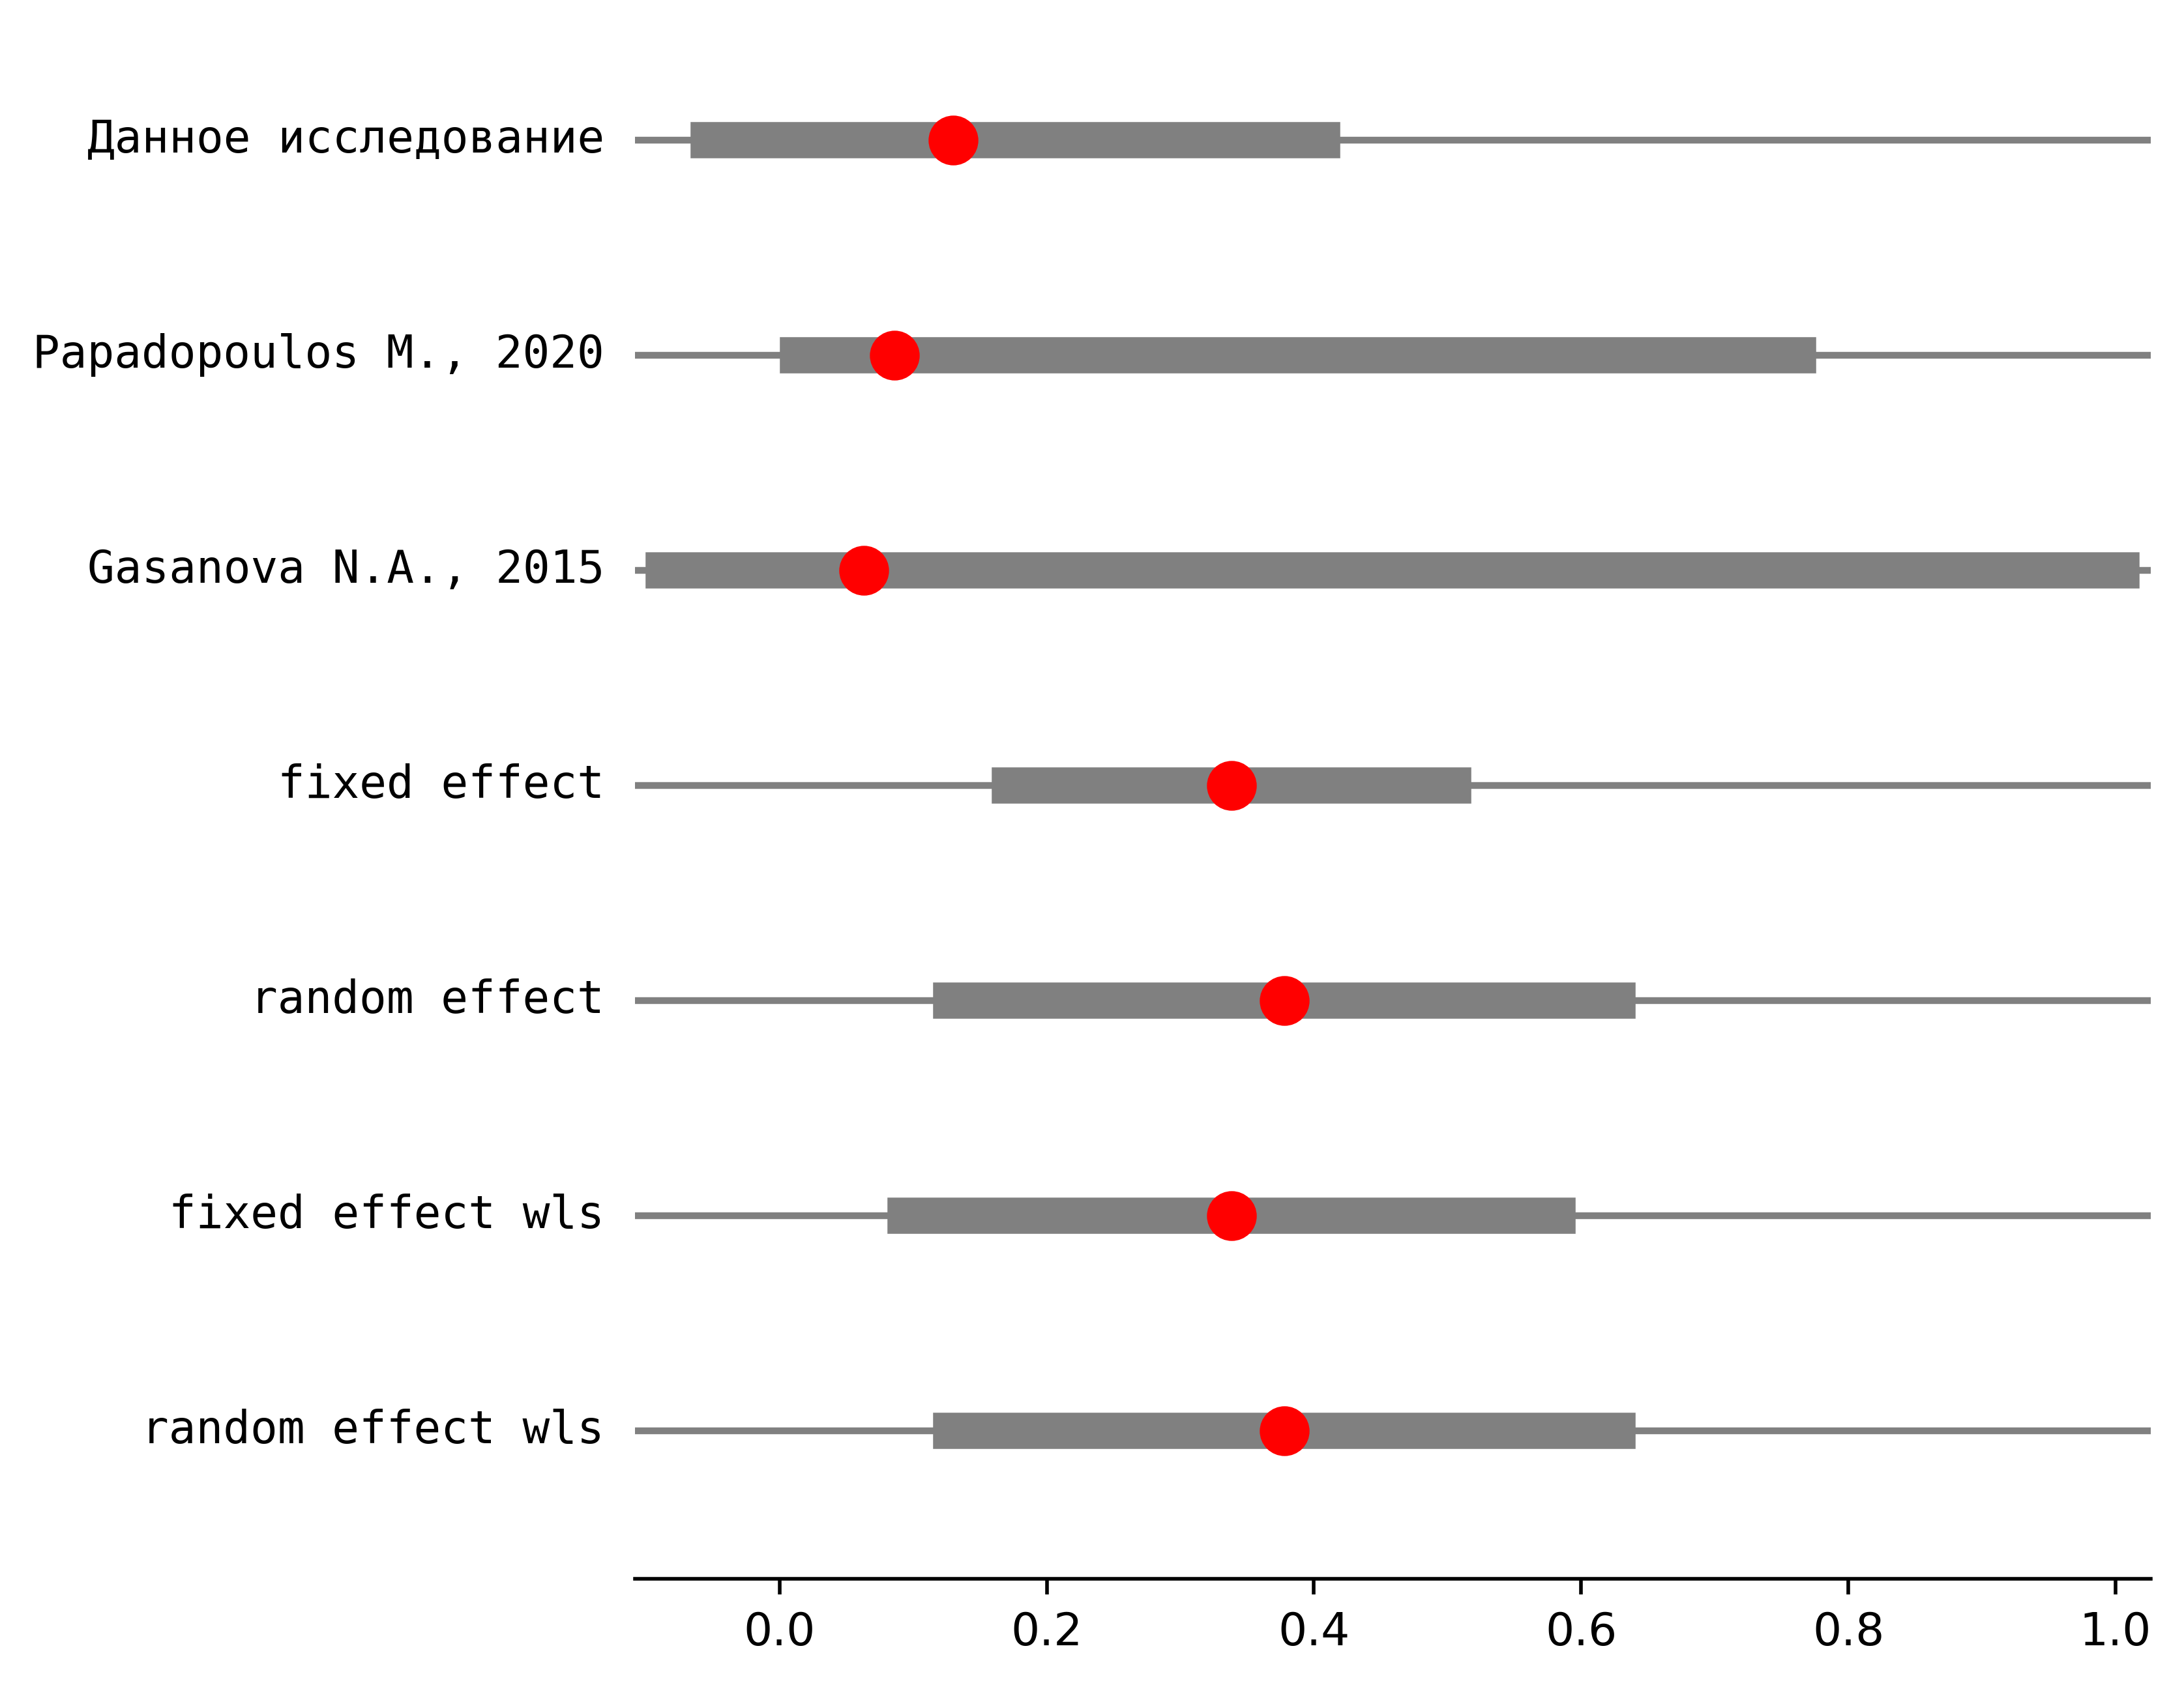 Данное исследование
Papadopoulos M., 2020
Gasanova N.A., 2015
fixed effect
random effect
fixed effect wls
random effect wls
0.0 0.2 0.4 0.6 0.8 1.0